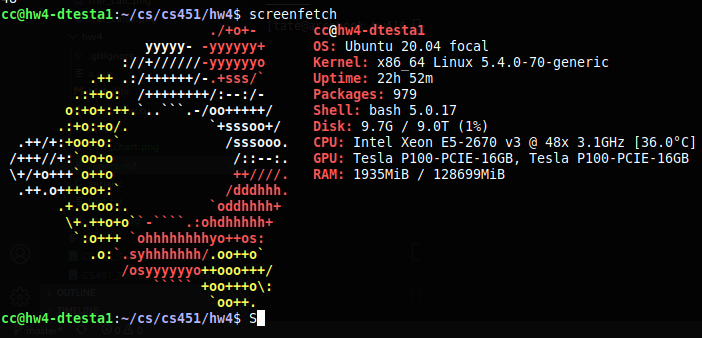 cc@hw4-dtesta1:~/cs/cs451/hw4$ screenfetch
./+o+- cc@hw4-dtesta1
yyyyy- -yyyyyy+ OS: Ubuntu 20.04 focal
://+//////-yyyyyyo Kernel: x86_64 Linux 5.4.0-70-generic
.++ .:/++++++/-.+sss/` Uptime: 22h 52m
.:++o: /++++++++/:--:/- Packages: 979
o:+o+:++.`..```.-/oo+++++/ Shell: bash 5.0.17
.:+o:+o/. `+sssoo+/ Disk: 9.7G / 9.0T (1%)
.++/+:+oo+o:` /sssooo. CPU: Intel Xeon E5-2670 v3 @ 48x 3.1GHz [36.0°C]
/+++//+:`oo+o /::--:. GPU: Tesla P100-PCIE-16GB, Tesla P100-PCIE-16GB
\+/+o+++`o++o ++////. RAM: 1935MiB / 128699MiB
.++.o+++oo+:` /dddhhh.
.+.o+oo:. `oddhhhh+
\+.++o+o``-````.:ohdhhhhh+
`:o+++ `ohhhhhhhhyo++os:
.o:`.syhhhhhhh/.oo++o`
/osyyyyyyo++ooo+++/
````` +oo+++o\:
`oo++.
cc@hw4-dtesta1:~/cs/cs451/hw4$ S